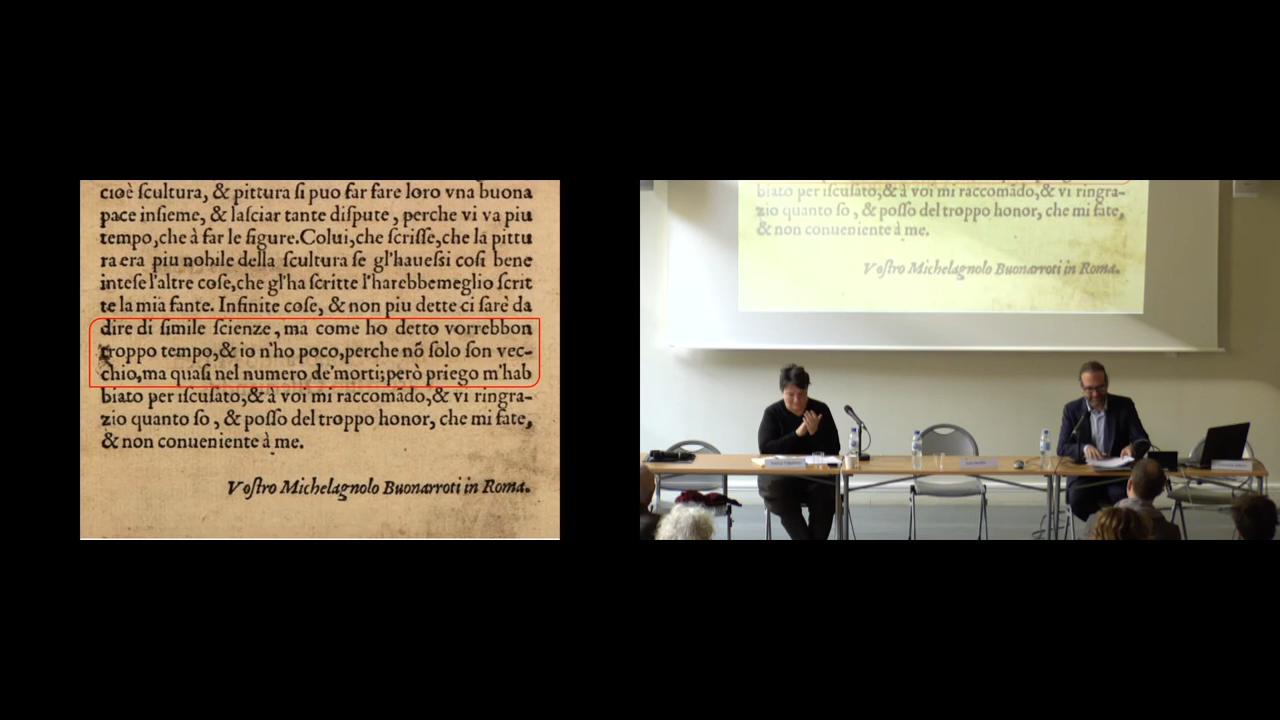 cioè ſcultura, & pittura ſi puo far fare loro vna buona
pace inſieme, & laſciar tante diſpute, perche vi va piu
tempo,che à far le figure.Colui,che ſcriſſe,che la pittu
ra era piu nobile della ſcultura ſe gl'haueſsi coſi bene
inteſe l'altre coſe,che gl'ha ſcritte l'harebbemeglio ſcrit
te la mia fante. Infinite coſe, & non piu dette ci ſarè da
dire di ſimile ſcienze, ma come ho detto vorrebbon
troppo tempo,& io n'ho poco,perche nō ſolo ſon vec-
chio,ma quaſi nel numero de'morti;però priego m'hab
biato per iſcuſato,& à voi mi raccomādo,& vi ringra-
zio quanto ſo, & poſſo del troppo honor, che mi fate,
& non conueniente à me.
Voſtro Michelagnolo Buonarroti in Roma.
biato per iſcuſato,& à voi mi raccomādo,& vi ringra-
zio quanto ſo, & poſſo del troppo honor, che mi fate,
& non conueniente à me.
Voſtro Michelagnolo Buonarroti in Roma.